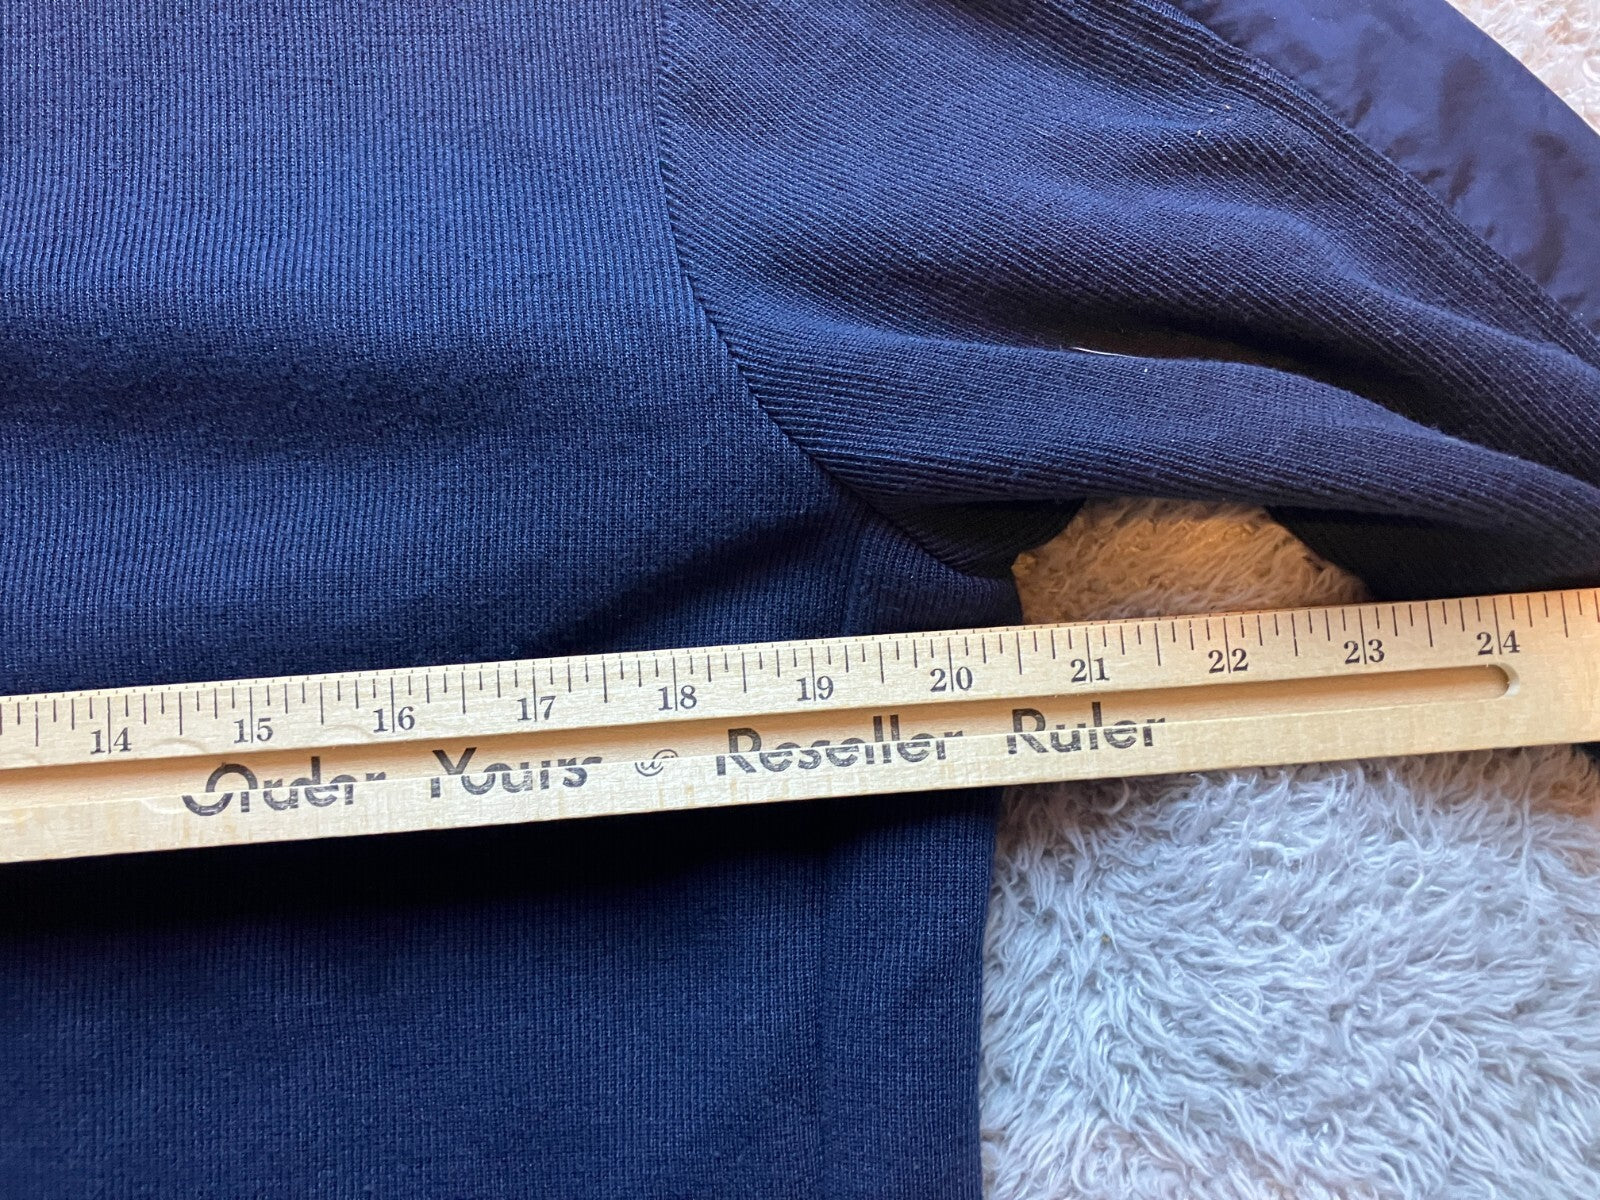 14 15 16 17 18 19 20 21 22 23 24
Order Yours @ Reseller Ruler